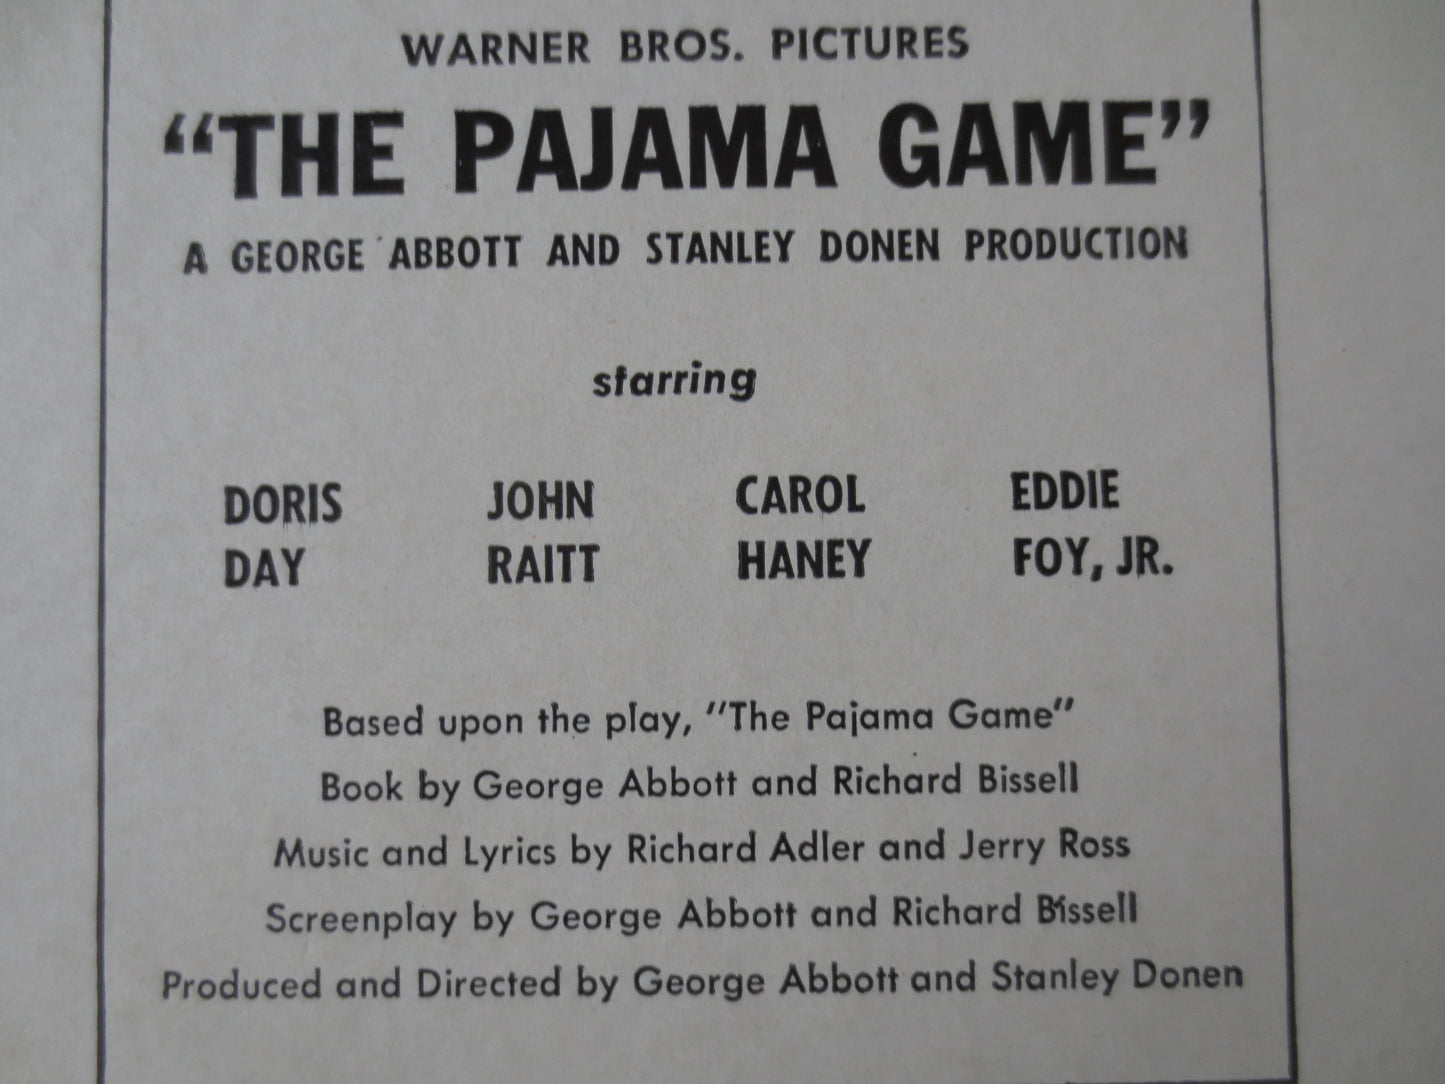 WARNER BROS. PICTURES
"THE PAJAMA GAME"
A GEORGE ABBOTT AND STANLEY DONEN PRODUCTION
starring
DORIS JOHN CAROL EDDIE
DAY RAITT HANEY FOY, JR.
Based upon the play, "The Pajama Game"
Book by George Abbott and Richard Bissell
Music and Lyrics by Richard Adler and Jerry Ross
Screenplay by George Abbott and Richard Bissell
Produced and Directed by George Abbott and Stanley Donen